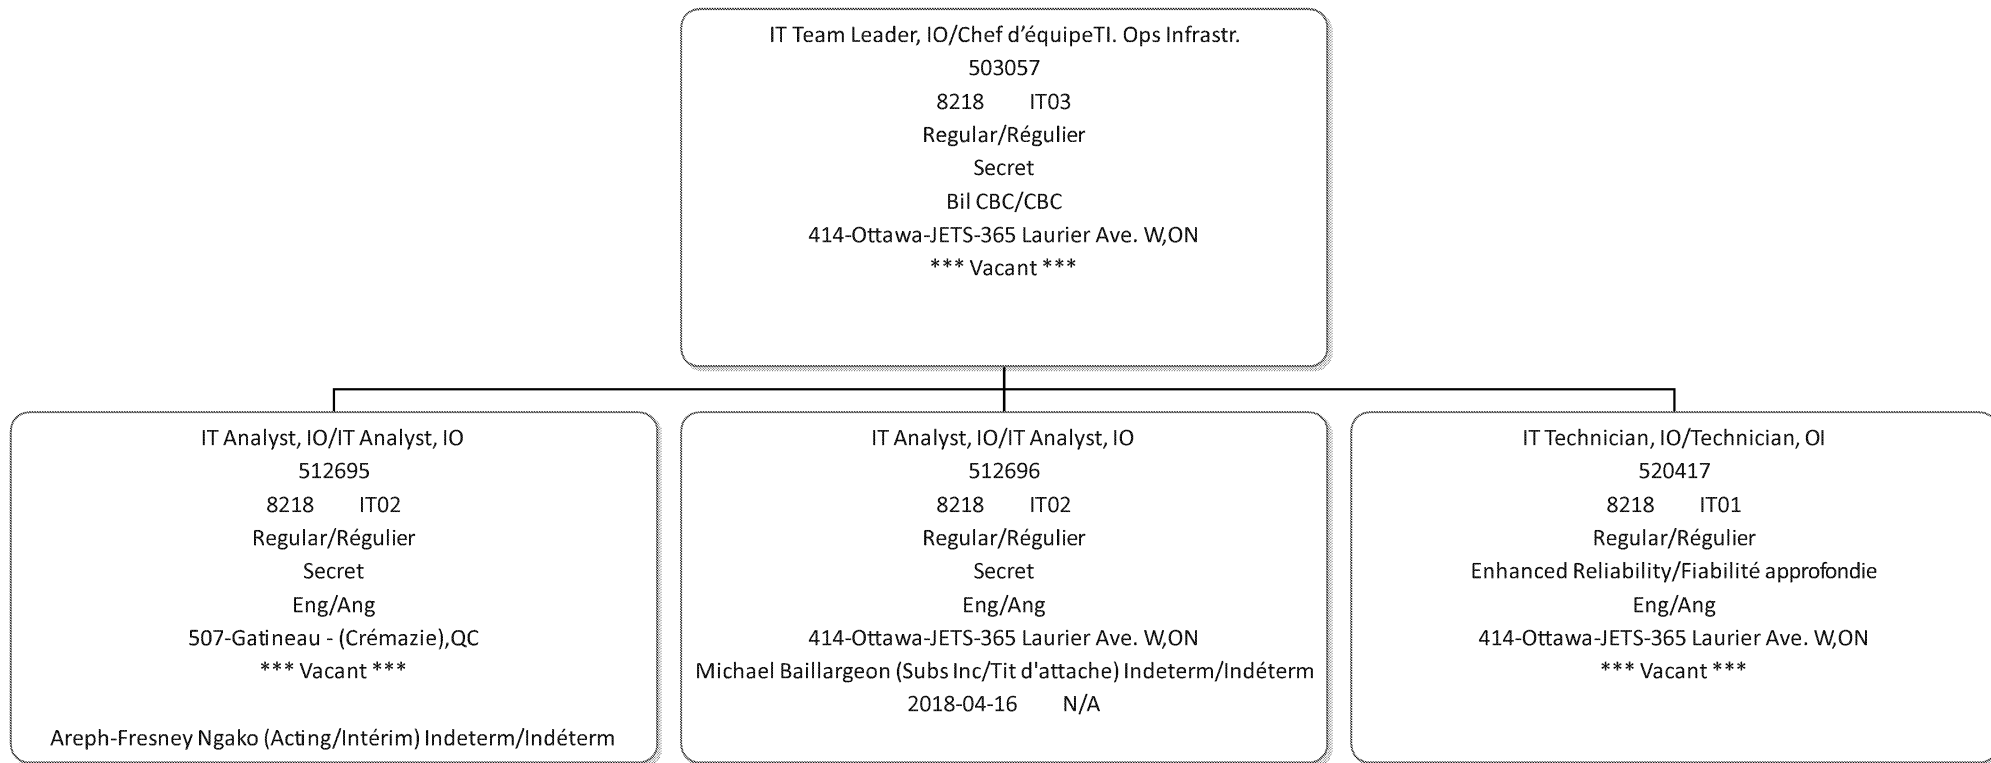 IT Team Leader, IO/Chef d’équipeTI. Ops Infrastr.
503057
8218 IT03
Regular/Régulier
Secret
Bil CBC/CBC
414-Ottawa-JETS-365 Laurier Ave. W,ON
*** Vacant ***
IT Analyst, IO/IT Analyst, IO
512695
8218 IT02
Regular/Régulier
Secret
Eng/Ang
507-Gatineau - (Crémazie),QC
*** Vacant ***
Areph-Fresney Ngako (Acting/Intérim) Indeterm/Indéterm
IT Analyst, IO/IT Analyst, IO
512696
8218 IT02
Regular/Régulier
Secret
Eng/Ang
414-Ottawa-JETS-365 Laurier Ave. W,ON
Michael Baillargeon (Subs Inc/Tit d'attache) Indeterm/Indéterm
2018-04-16 N/A
IT Technician, IO/Technician, OI
520417
8218 IT01
Regular/Régulier
Enhanced Reliability/Fiabilité approfondie
Eng/Ang
414-Ottawa-JETS-365 Laurier Ave. W,ON
*** Vacant ***